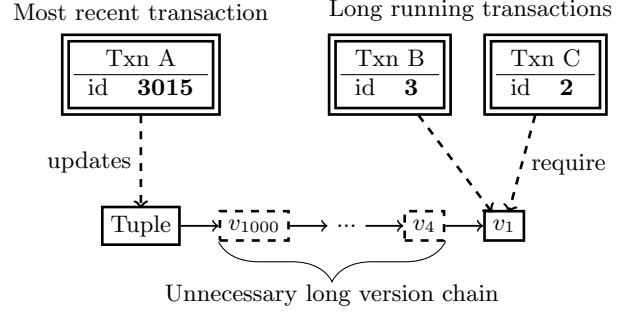 Most recent transaction
Long running transactions
Txn A
id 3015
Txn B
id 3
Txn C
id 2
updates
require
Tuple
v1000
...
v4
v1
Unnecessary long version chain